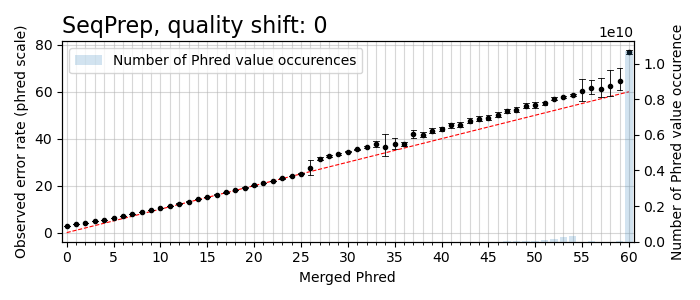 SeqPrep, quality shift: 0
1e10
Number of Phred value occurences
Observed error rate (phred scale)
80
60
40
20
0
1.0
0.8
0.6
0.4
0.2
0.0
Number of Phred value occurence
0 5 10 15 20 25 30 35 40 45 50 55 60
Merged Phred